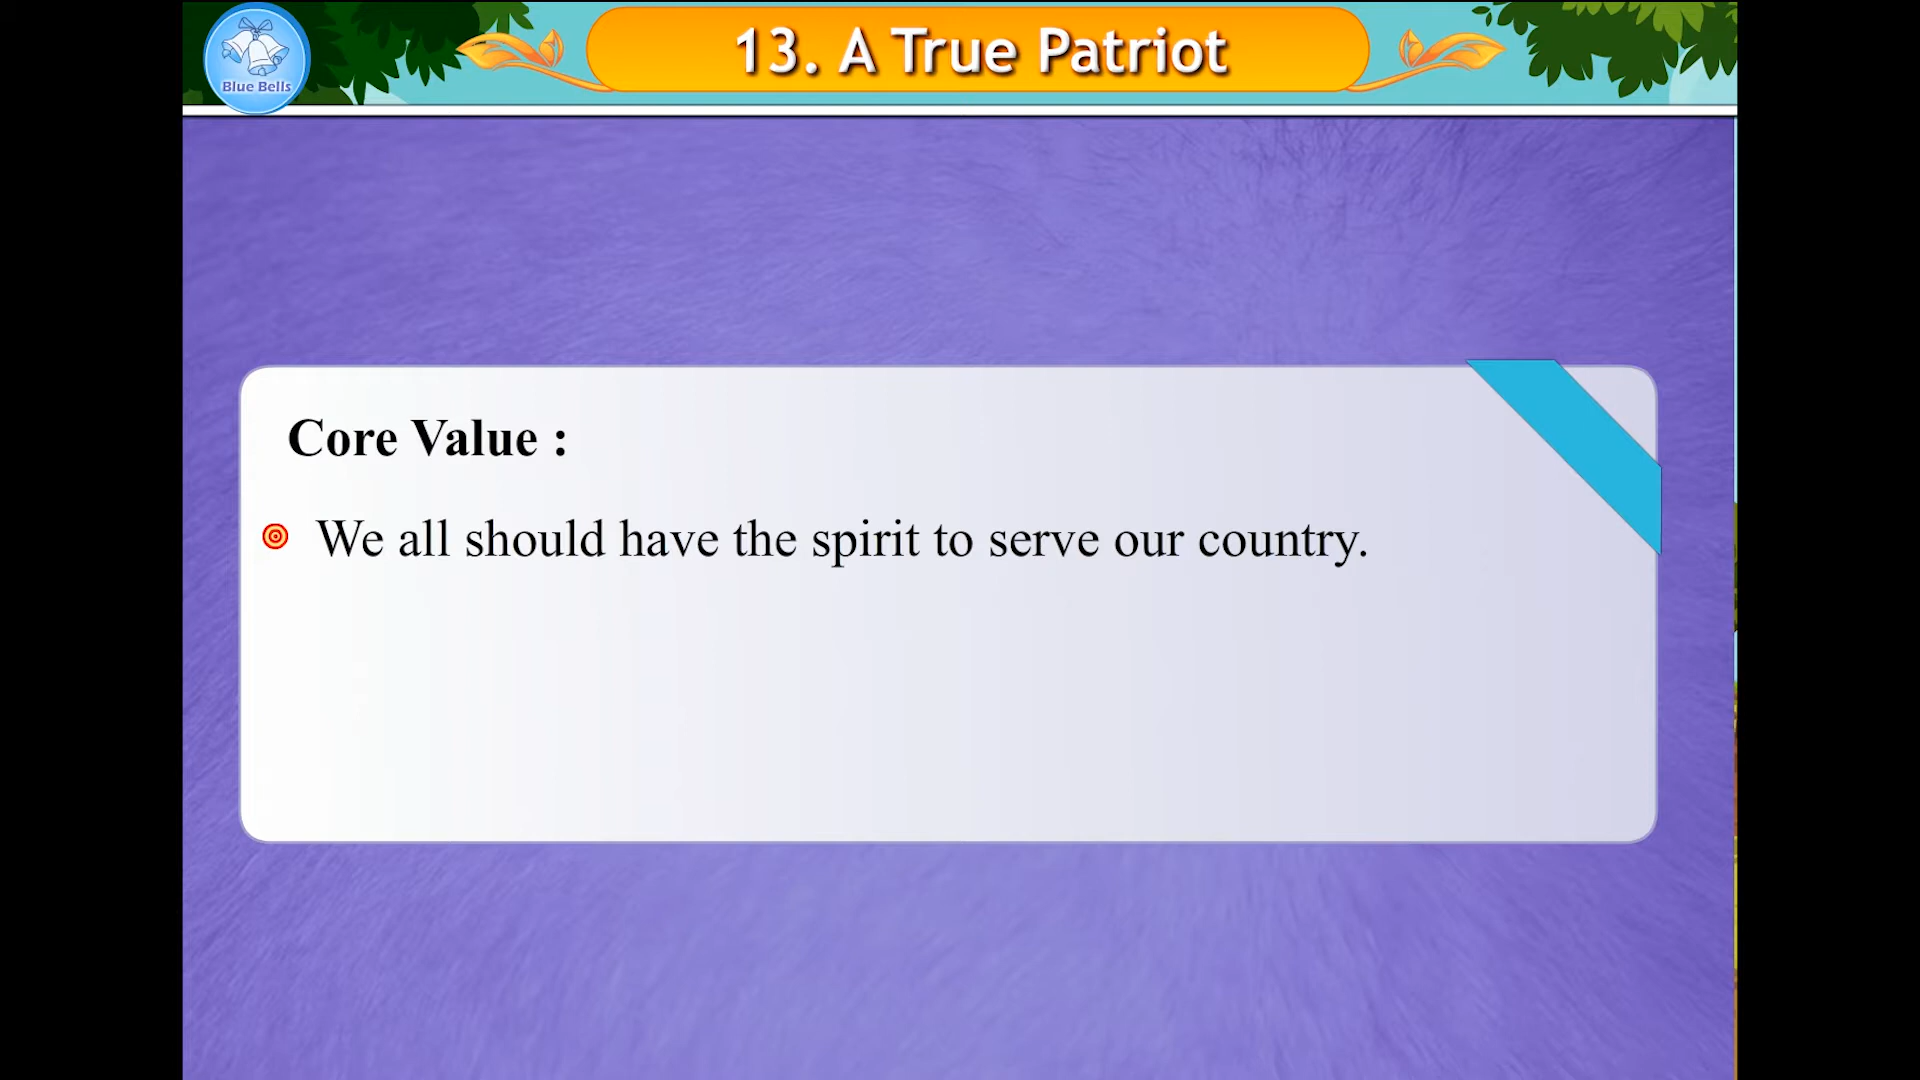 Blue Bells
13. A True Patriot
Core Value :
We all should have the spirit to serve our country.